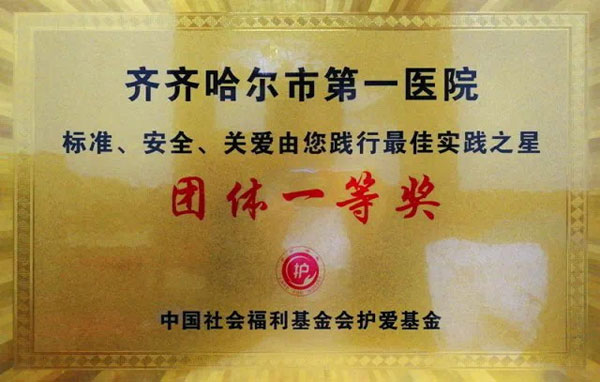 齐齐哈尔市第一医院
标准、安全、关爱由您践行最佳实践之星
团体一等奖
护
中国社会福利基金会护爱基金